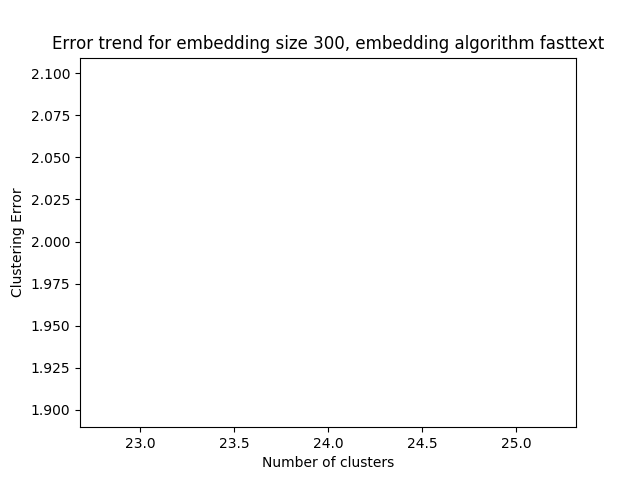 Error trend for embedding size 300, embedding algorithm fasttext
2.100
2.075
2.050
2.025
2.000
1.975
1.950
1.925
1.900
Clustering Error
23.0 23.5 24.0 24.5 25.0
Number of clusters